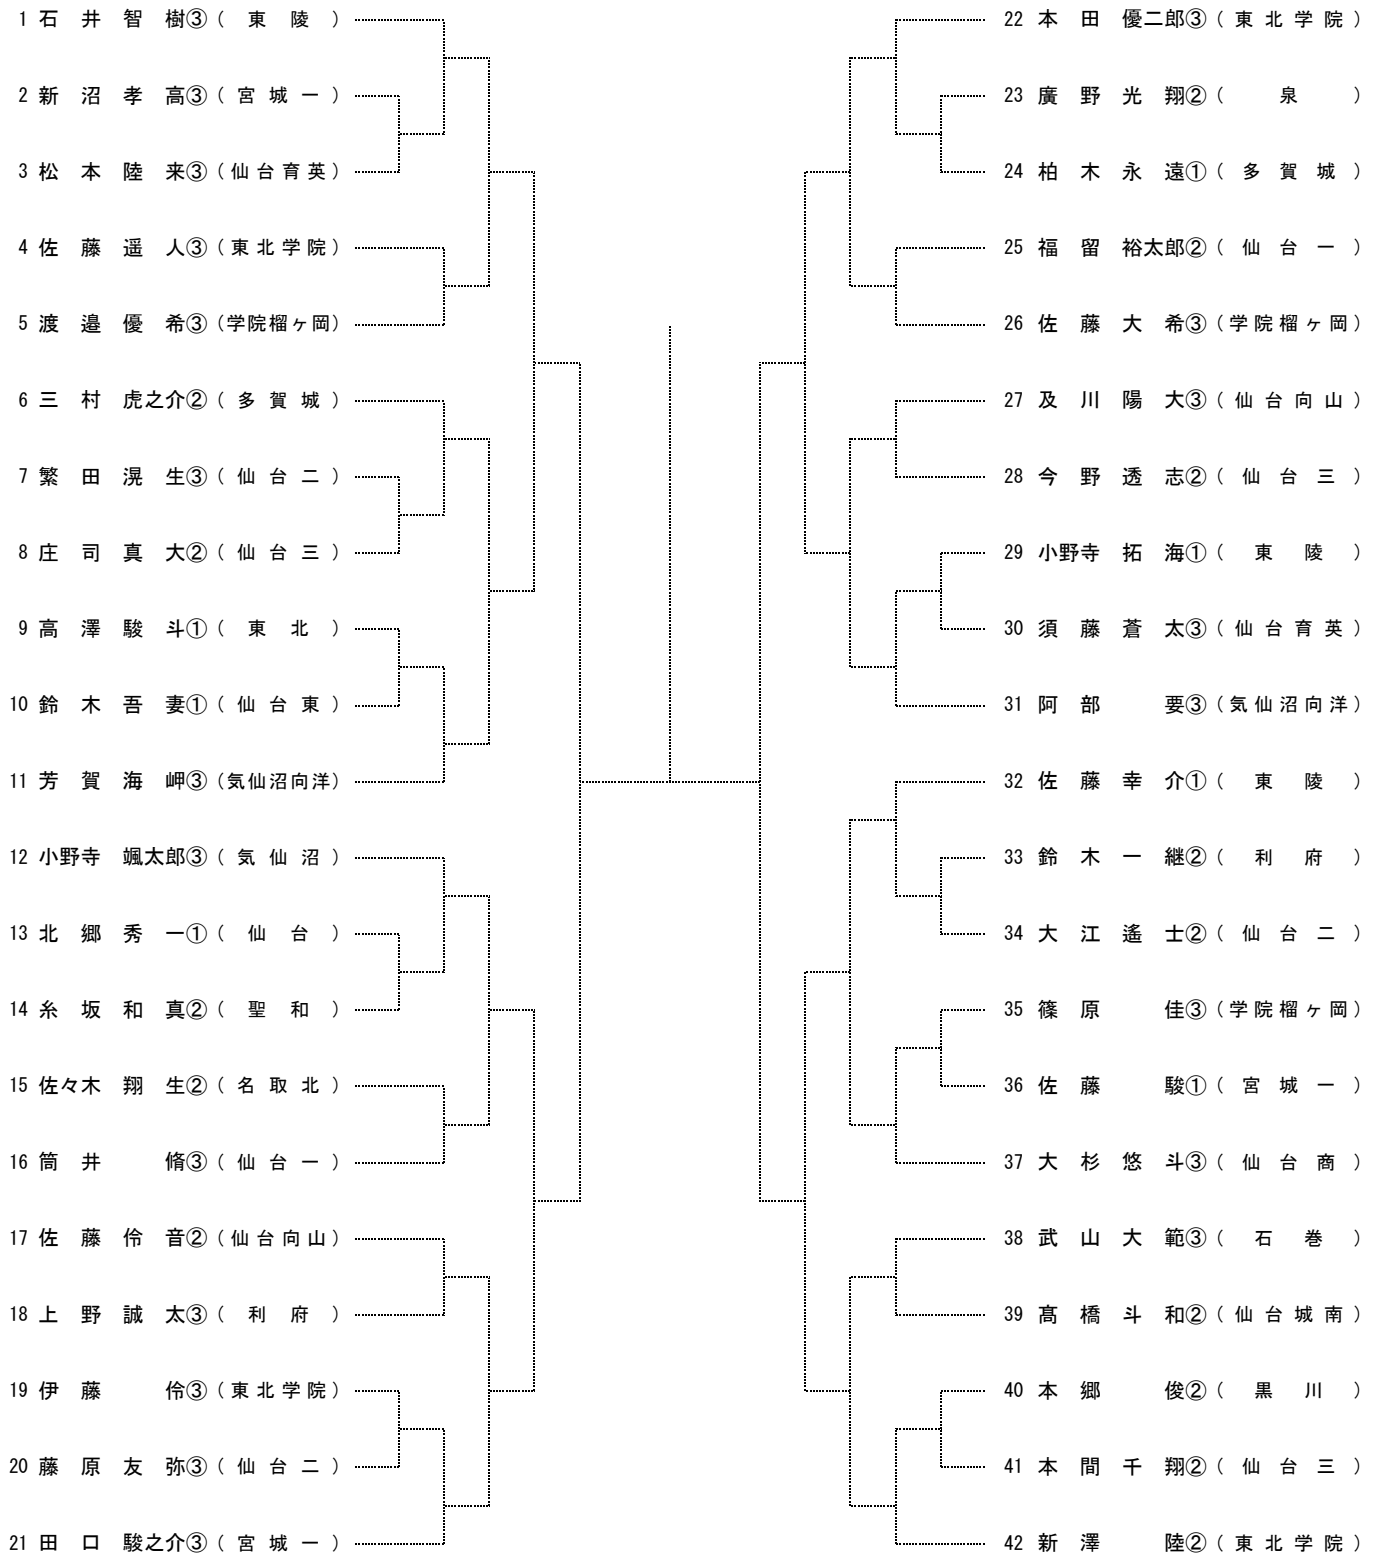 1 石井智樹③(東陵)
2 新沼孝高③(宮城一)
3 松本陸来③(仙台育英)
4 佐藤遥人③(東北学院)
5 渡邉優希③(学院榴ヶ岡)
6 三村虎之介②(多賀城)
7 繁田滉生③(仙台二)
8 庄司真大②(仙台三)
9 高澤駿斗①(東北)
10 鈴木吾妻①(仙台東)
11 芳賀海岬③(気仙沼向洋)
12 小野寺颯太郎③(気仙沼)
13 北郷秀一①(仙台)
14 糸坂和真②(聖和)
15 佐々木翔生②(名取北)
16 筒井脩③(仙台一)
17 佐藤伶音②(仙台向山)
18 上野誠太③(利府)
19 伊藤伶③(東北学院)
20 藤原友弥③(仙台二)
21 田口駿之介③(宮城一)
22 本田優二郎③(東北学院)
23 廣野光翔②(泉)
24 柏木永遠①(多賀城)
25 福留裕太郎②(仙台一)
26 佐藤大希③(学院榴ヶ岡)
27 及川陽大③(仙台向山)
28 今野透志②(仙台三)
29 小野寺拓海①(東陵)
30 須藤蒼太③(仙台育英)
31 阿部要③(気仙沼向洋)
32 佐藤幸介①(東陵)
33 鈴木一継②(利府)
34 大江遙士②(仙台二)
35 篠原佳③(学院榴ヶ岡)
36 佐藤駿①(宮城一)
37 大杉悠斗③(仙台商)
38 武山大範③(石巻)
39 髙橋斗和②(仙台城南)
40 本郷俊②(黒川)
41 本間千翔②(仙台三)
42 新澤陸②(東北学院)